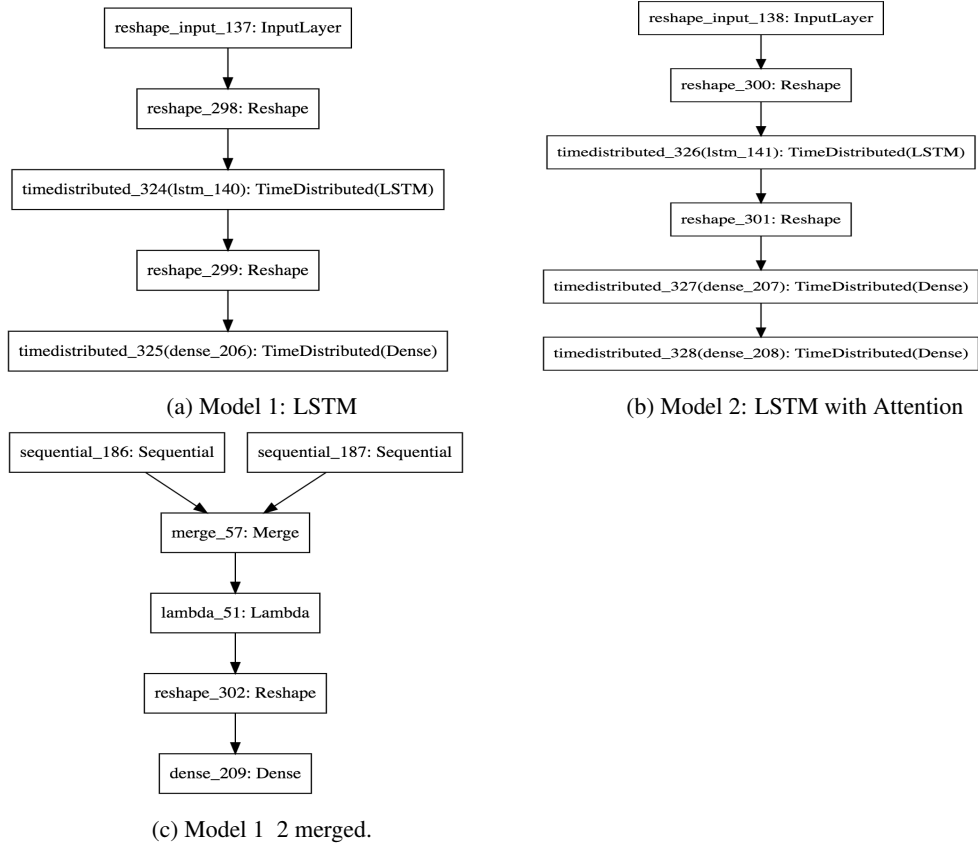 reshape_input_137: InputLayer
reshape_298: Reshape
timedistributed_324(lstm_140): TimeDistributed(LSTM)
reshape_299: Reshape
timedistributed_325(dense_206): TimeDistributed(Dense)
(a) Model 1: LSTM
reshape_input_138: InputLayer
reshape_300: Reshape
timedistributed_326(lstm_141): TimeDistributed(LSTM)
reshape_301: Reshape
timedistributed_327(dense_207): TimeDistributed(Dense)
timedistributed_328(dense_208): TimeDistributed(Dense)
(b) Model 2: LSTM with Attention
sequential_186: Sequential
sequential_187: Sequential
merge_57: Merge
lambda_51: Lambda
reshape_302: Reshape
dense_209: Dense
(c) Model 1 2 merged.